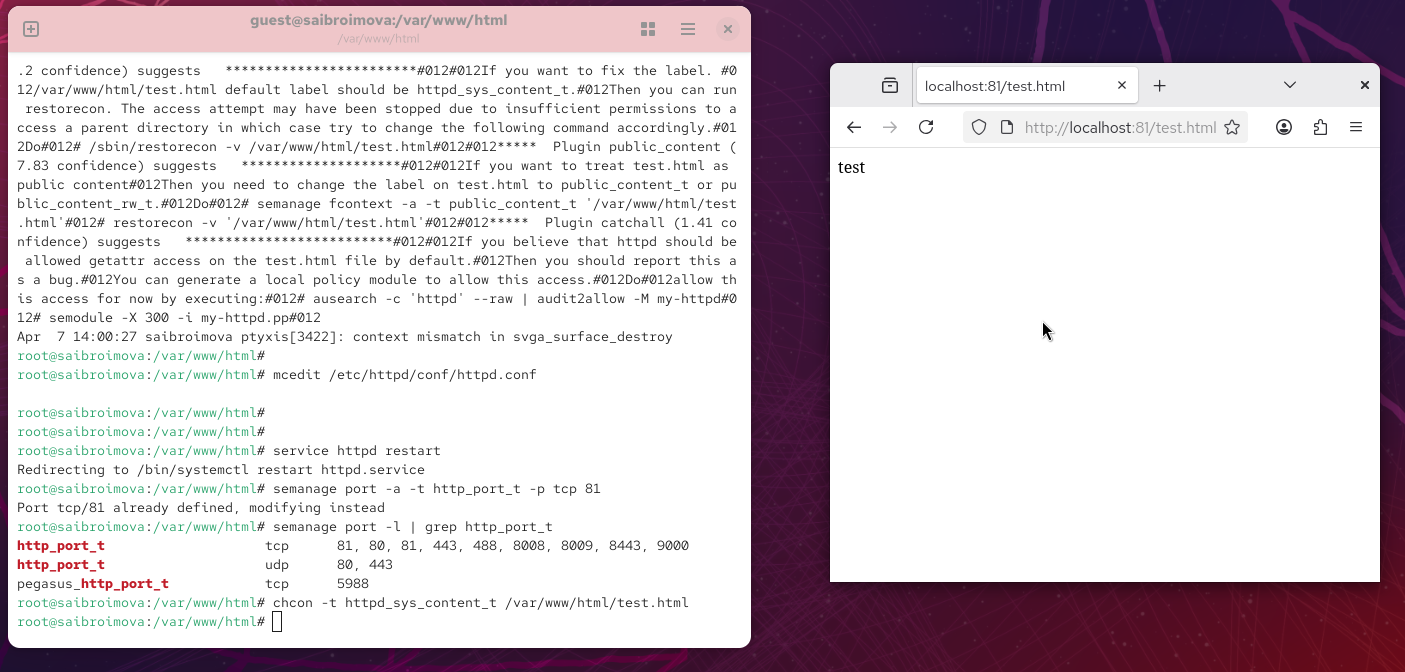 guest@saibroimova:/var/www/html
/var/www/html
.2 confidence) suggests   ************************#012#012If you want to fix the label. #0
12/var/www/html/test.html default label should be httpd_sys_content_t.#012Then you can run
 restorecon. The access attempt may have been stopped due to insufficient permissions to a
ccess a parent directory in which case try to change the following command accordingly.#01
2Do#012# /sbin/restorecon -v /var/www/html/test.html#012#012*****  Plugin public_content (
7.83 confidence) suggests   ********************#012#012If you want to treat test.html as
public content#012Then you need to change the label on test.html to public_content_t or pu
blic_content_rw_t.#012Do#012# semanage fcontext -a -t public_content_t '/var/www/html/test
.html'#012# restorecon -v '/var/www/html/test.html'#012#012*****  Plugin catchall (1.41 co
nfidence) suggests   **************************#012#012If you believe that httpd should be
 allowed getattr access on the test.html file by default.#012Then you should report this a
s a bug.#012You can generate a local policy module to allow this access.#012Do#012allow th
is access for now by executing:#012# ausearch -c 'httpd' --raw | audit2allow -M my-httpd#0
12# semodule -X 300 -i my-httpd.pp#012
Apr  7 14:00:27 saibroimova ptyxis[3422]: context mismatch in svga_surface_destroy
root@saibroimova:/var/www/html#
root@saibroimova:/var/www/html# mcedit /etc/httpd/conf/httpd.conf
root@saibroimova:/var/www/html#
root@saibroimova:/var/www/html#
root@saibroimova:/var/www/html# service httpd restart
Redirecting to /bin/systemctl restart httpd.service
root@saibroimova:/var/www/html# semanage port -a -t http_port_t -p tcp 81
Port tcp/81 already defined, modifying instead
root@saibroimova:/var/www/html# semanage port -l | grep http_port_t
http_port_t                    tcp      81, 80, 81, 443, 488, 8008, 8009, 8443, 9000
http_port_t                    udp      80, 443
pegasus_http_port_t            tcp      5988
root@saibroimova:/var/www/html# chcon -t httpd_sys_content_t /var/www/html/test.html
root@saibroimova:/var/www/html#
localhost:81/test.html
http://localhost:81/test.html
test